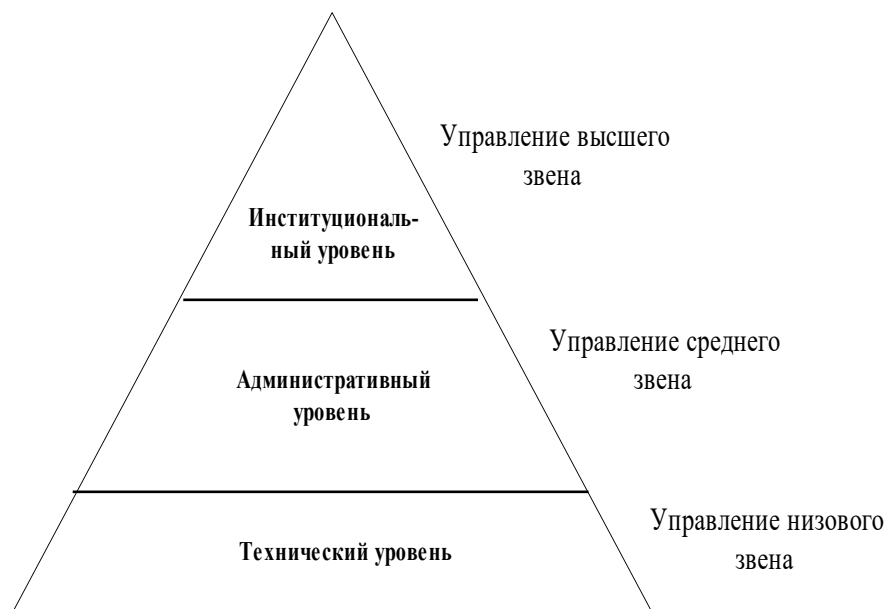 Управление высшего
звена
Институциональ-
ный уровень
Управление среднего
звена
Административный
уровень
Управление низового
звена
Технический уровень